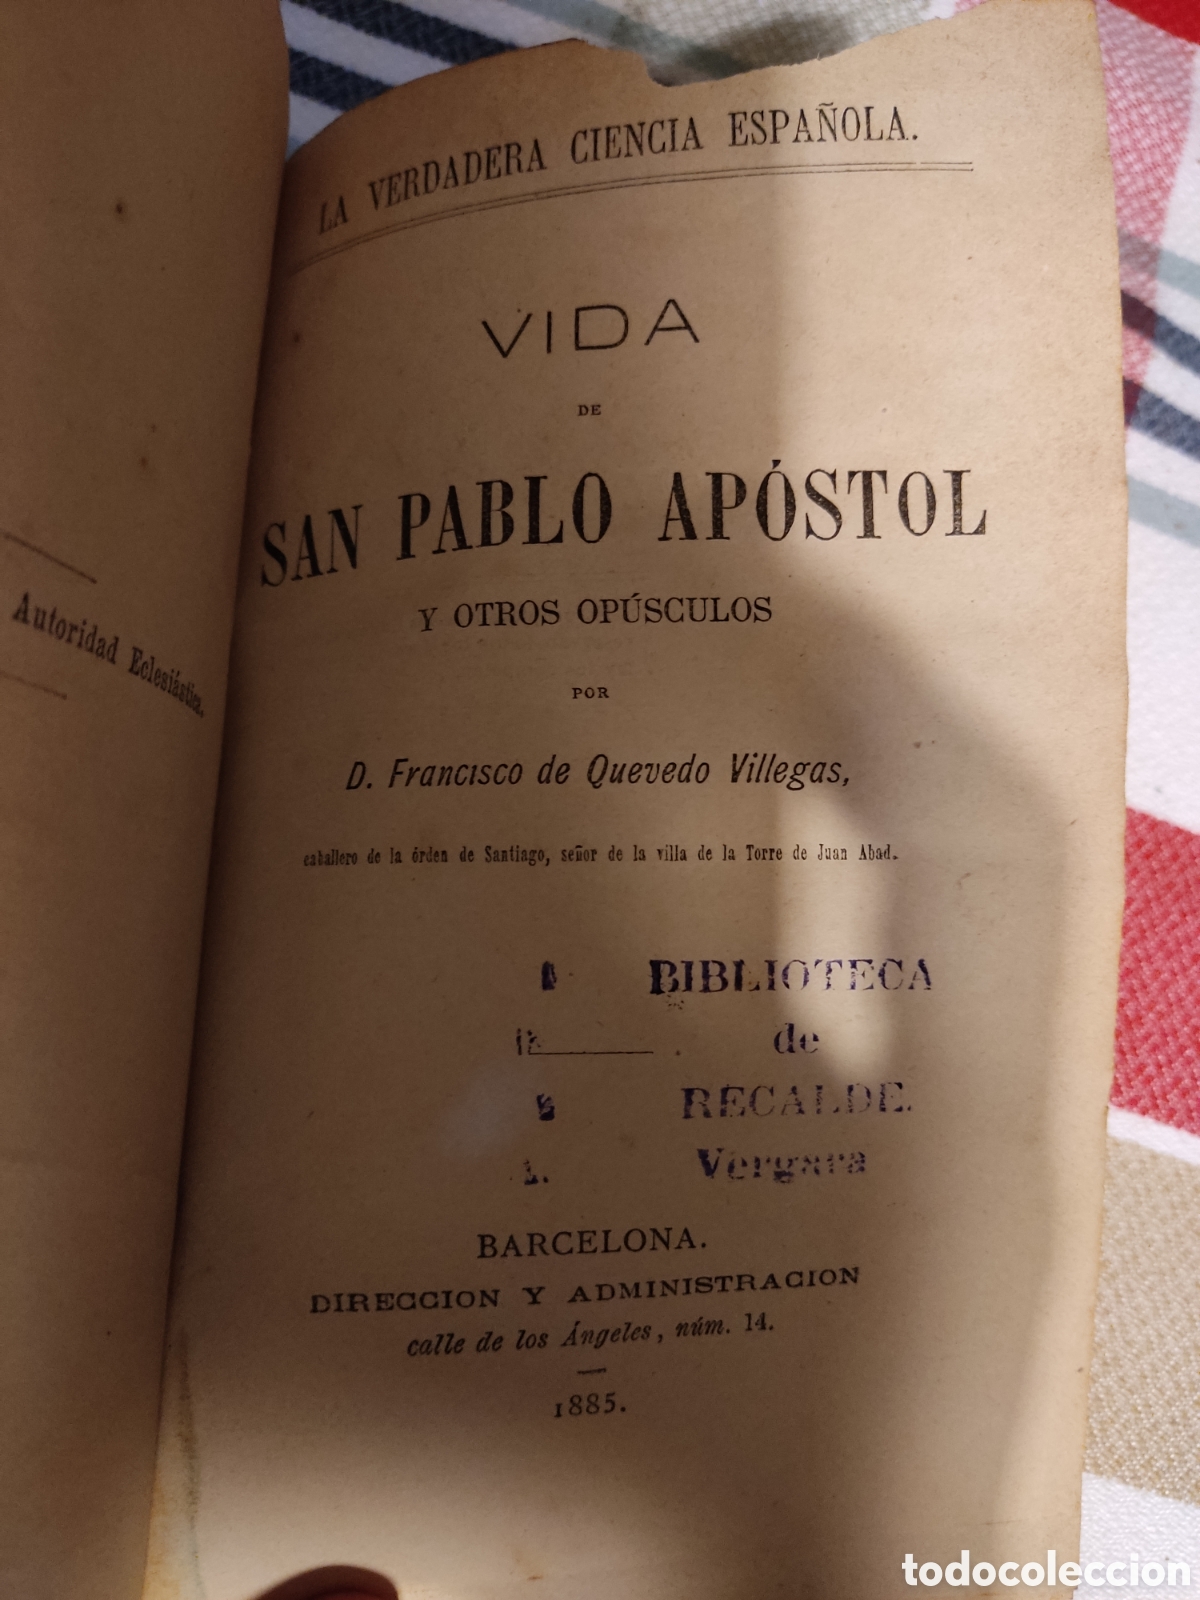 Autoridad Eclesiástica.
LA VERDADERA CIENCIA ESPAÑOLA.
VIDA
DE
SAN PABLO APÓSTOL
Y OTROS OPÚSCULOS
POR
D. Francisco de Quevedo Villegas,
caballero de la órden de Santiago, señor de la villa de la Torre de Juan Abad.
BIBLIOTECA
de
RECALDE.
Vergara
BARCELONA.
DIRECCION Y ADMINISTRACION
calle de los Ángeles, núm. 14.
1885.
todocoleccion